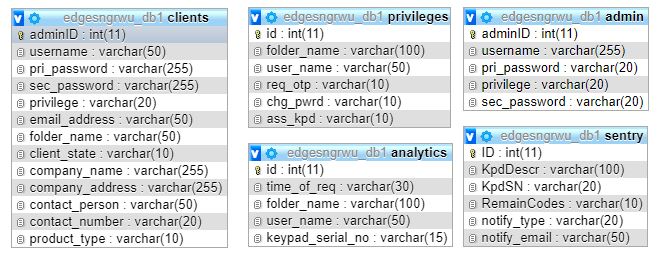 edgesngrwu_db1 clients
adminID : int(11)
username : varchar(50)
pri_password : varchar(255)
sec_password : varchar(255)
privilege : varchar(20)
email_address : varchar(50)
folder_name : varchar(50)
client_state : varchar(10)
company_name : varchar(255)
company_address : varchar(255)
contact_person : varchar(50)
contact_number : varchar(20)
product_type : varchar(10)
edgesngrwu_db1 privileges
id : int(11)
folder_name : varchar(100)
user_name : varchar(50)
req_otp : varchar(10)
chg_pwrd : varchar(10)
ass_kpd : varchar(10)
edgesngrwu_db1 analytics
id : int(11)
time_of_req : varchar(30)
folder_name : varchar(100)
user_name : varchar(50)
keypad_serial_no : varchar(15)
edgesngrwu_db1 admin
adminID : int(11)
username : varchar(255)
pri_password : varchar(20)
privilege : varchar(20)
sec_password : varchar(20)
edgesngrwu_db1 sentry
ID : int(11)
KpdDescr : varchar(100)
KpdSN : varchar(20)
RemainCodes : varchar(10)
notify_type : varchar(20)
notify_email : varchar(50)